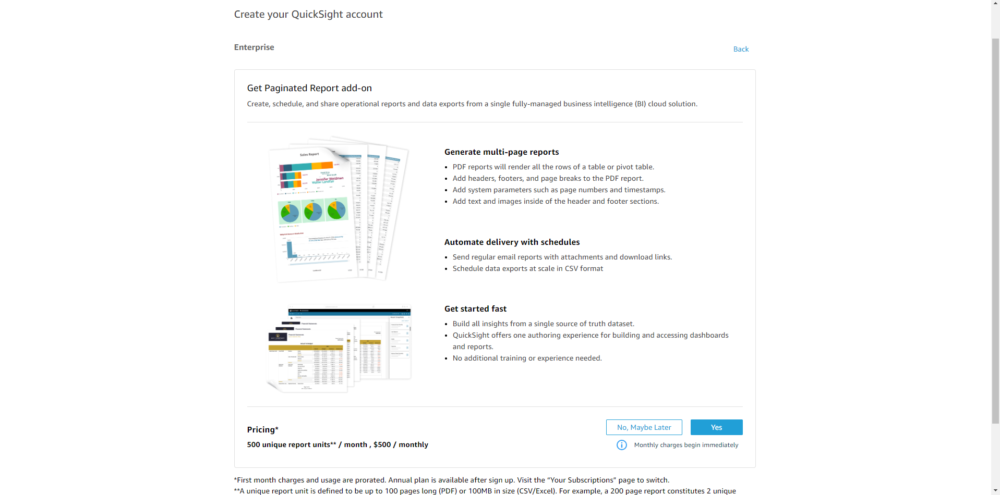 Create your QuickSight account
Enterprise
Back
Get Paginated Report add-on
Create, schedule, and share operational reports and data exports from a single fully-managed business intelligence (BI) cloud solution.
Sales Report
Jennifer Weidman
Walter Landfair
Generate multi-page reports
• PDF reports will render all the rows of a table or pivot table.
• Add headers, footers, and page breaks to the PDF report.
• Add system parameters such as page numbers and timestamps.
• Add text and images inside of the header and footer sections.
Automate delivery with schedules
• Send regular email reports with attachments and download links.
• Schedule data exports at scale in CSV format
Get started fast
• Build all insights from a single source of truth dataset.
• QuickSight offers one authoring experience for building and accessing dashboards
and reports.
• No additional training or experience needed.
Pricing*
500 unique report units** / month , $500 / monthly
No, Maybe Later
Yes
Monthly charges begin immediately
*First month charges and usage are prorated. Annual plan is available after sign up. Visit the “Your Subscriptions” page to switch.
**A unique report unit is defined to be up to 100 pages long (PDF) or 100MB in size (CSV/Excel). For example, a 200 page report constitutes 2 unique